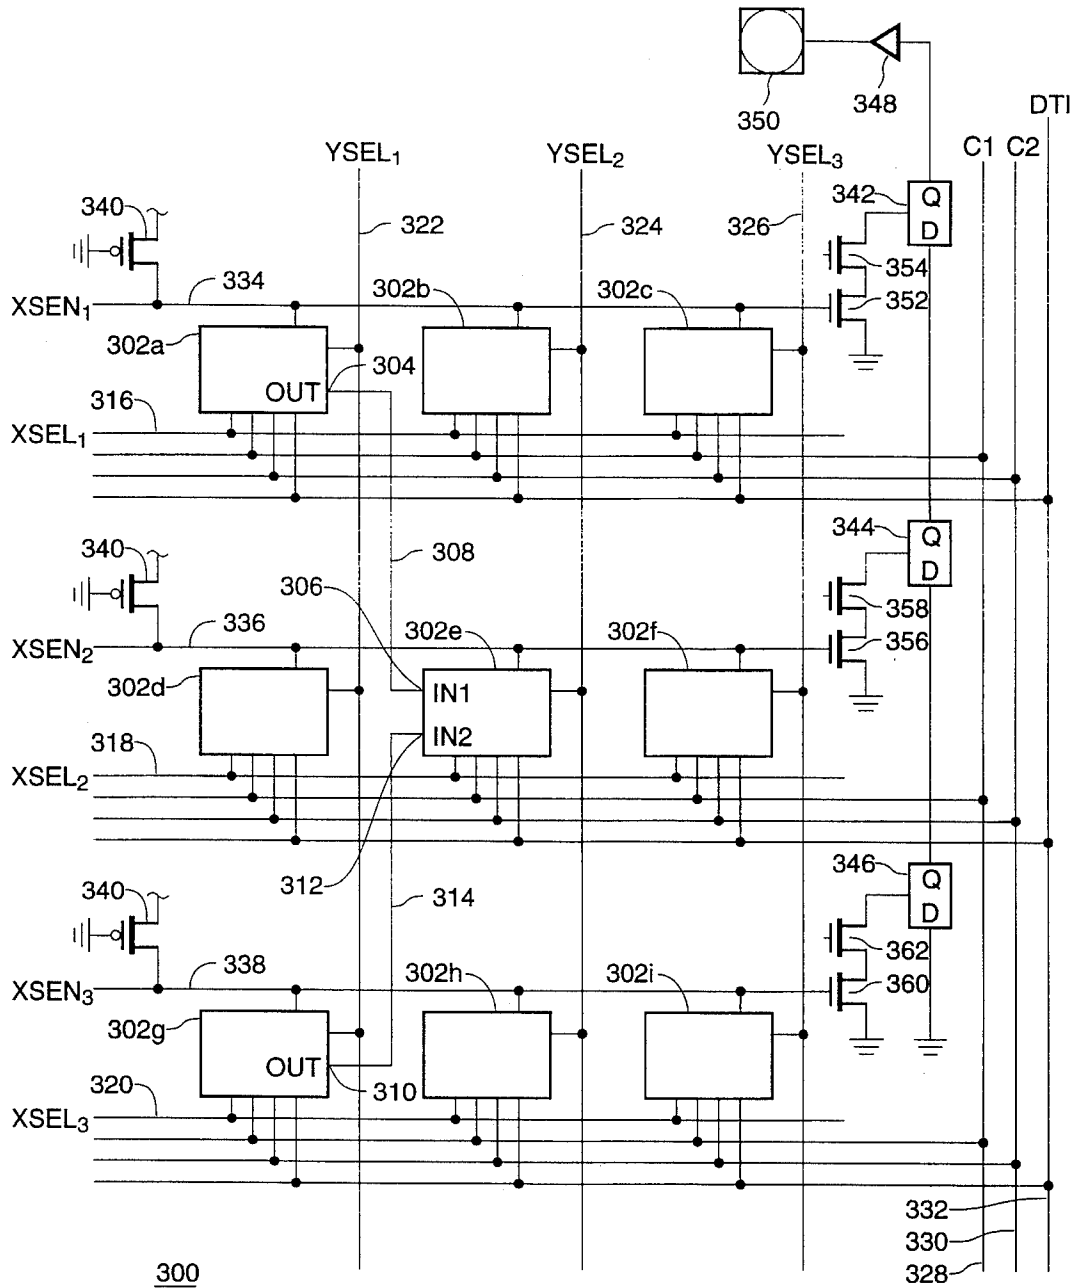 350
348
DTI
YSEL1
YSEL2
YSEL3
C1
C2
340
322
324
326
342
Q
D
354
334
XSEN1
302a
302b
302c
352
304
OUT
316
XSEL1
308
344
Q
D
340
306
358
336
XSEN2
302d
302e
302f
356
IN1
IN2
318
XSEL2
312
314
346
Q
D
340
362
338
XSEN3
302g
302h
302i
360
OUT
310
320
XSEL3
332
330
328
300